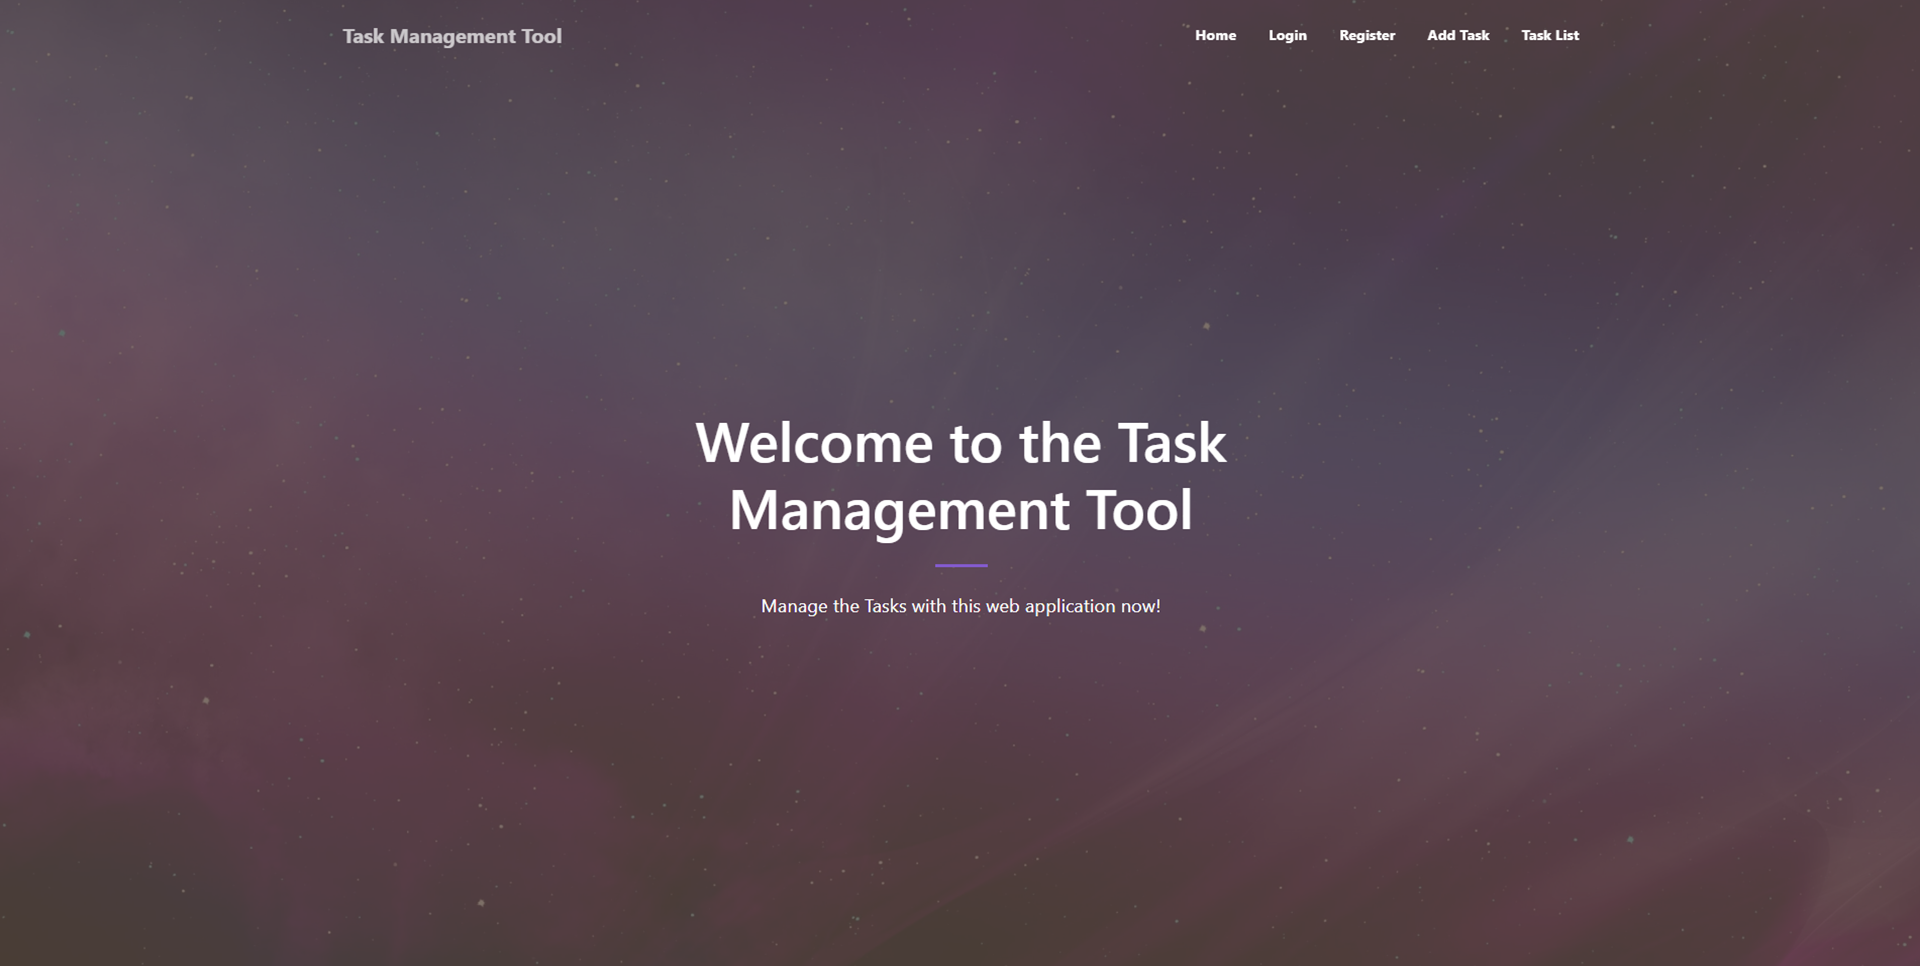 Task Management Tool
Home Login Register Add Task Task List
Welcome to the Task
Management Tool
Manage the Tasks with this web application now!